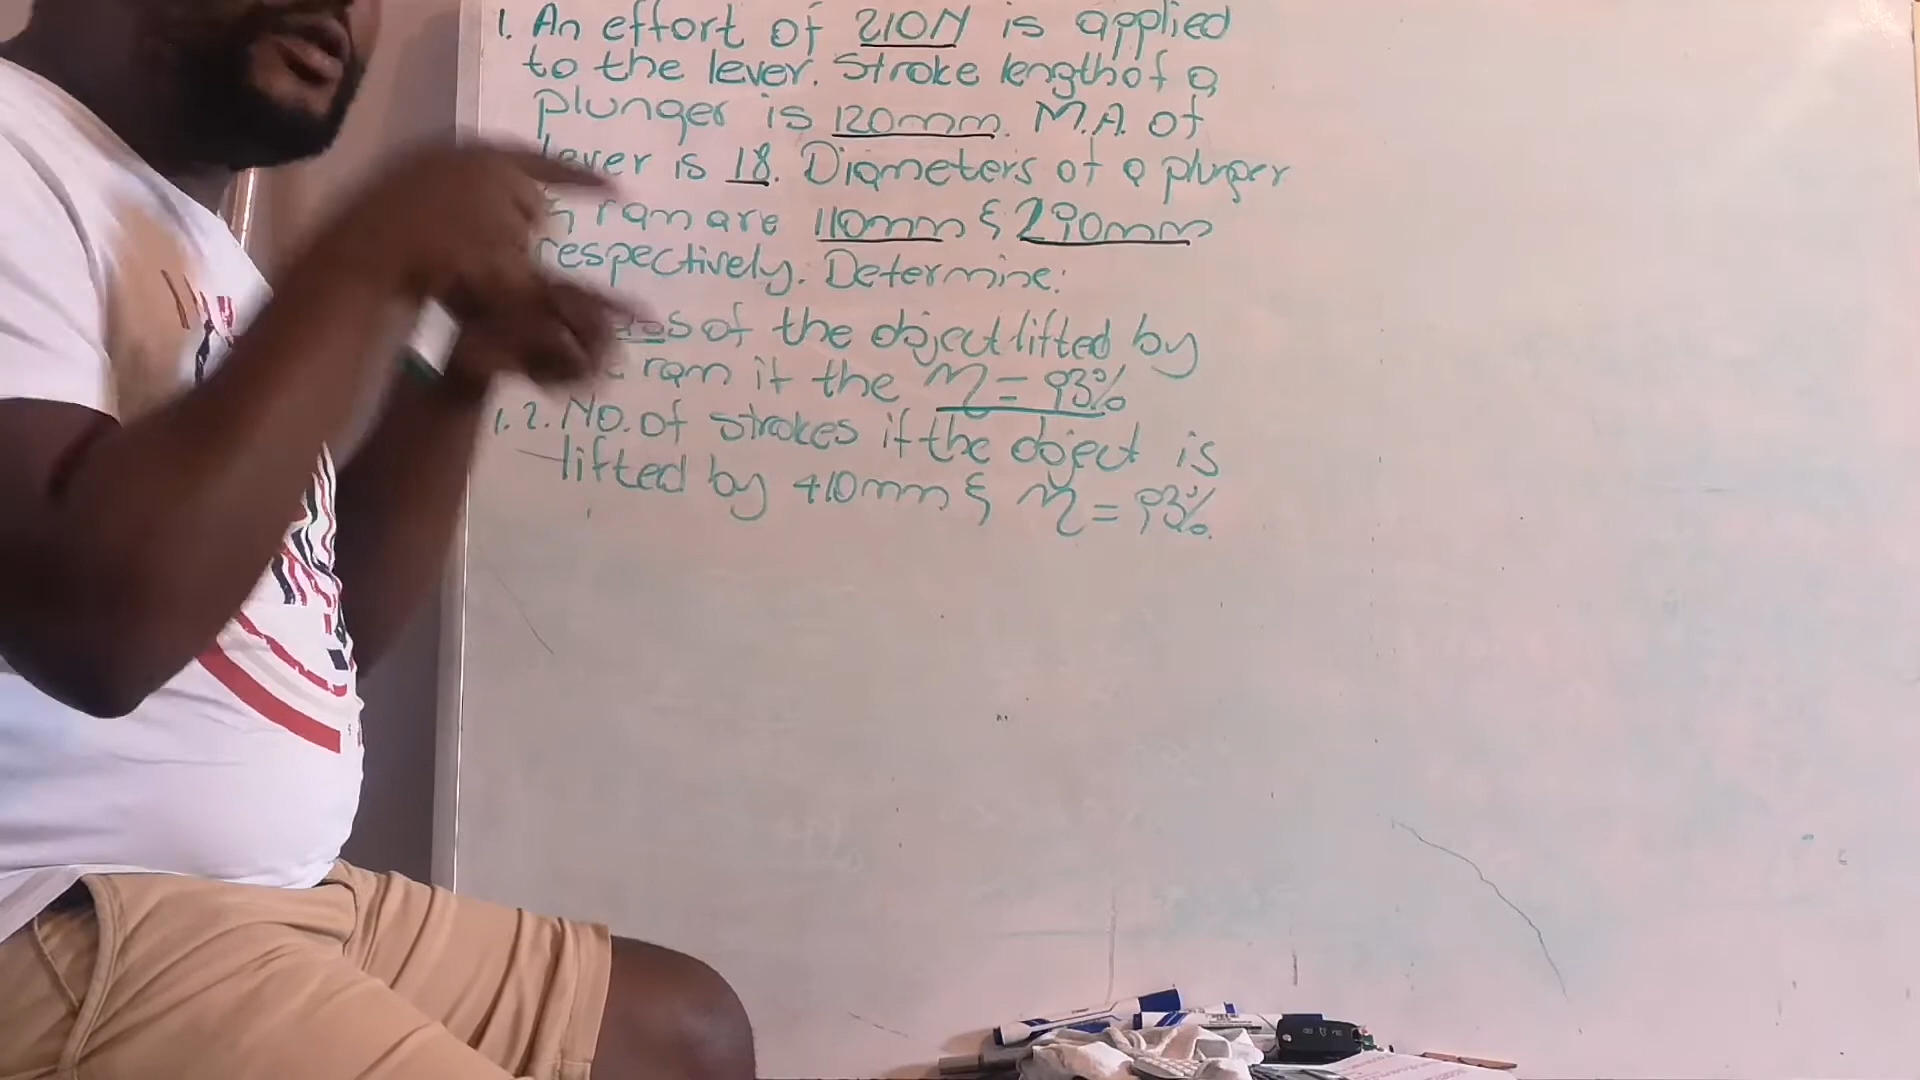 1. An effort of 210N is applied
to the lever. Stroke length of a
plunger is 120mm. M.A. of
lever is 18. Diameters of a plunger
& ram are 110mm & 290mm
respectively. Determine:
of the object lifted by
ram if the η = 93%
1.2. No. of strokes if the object is
lifted by 410mm & η = 93%.